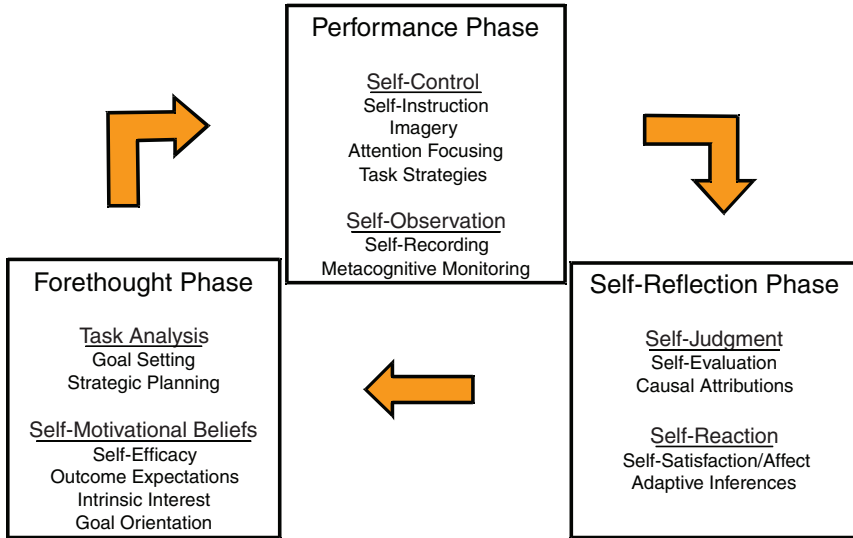 Performance Phase
Self-Control
Self-Instruction
Imagery
Attention Focusing
Task Strategies
Self-Observation
Self-Recording
Metacognitive Monitoring
Forethought Phase
Task Analysis
Goal Setting
Strategic Planning
Self-Motivational Beliefs
Self-Efficacy
Outcome Expectations
Intrinsic Interest
Goal Orientation
Self-Reflection Phase
Self-Judgment
Self-Evaluation
Causal Attributions
Self-Reaction
Self-Satisfaction/Affect
Adaptive Inferences